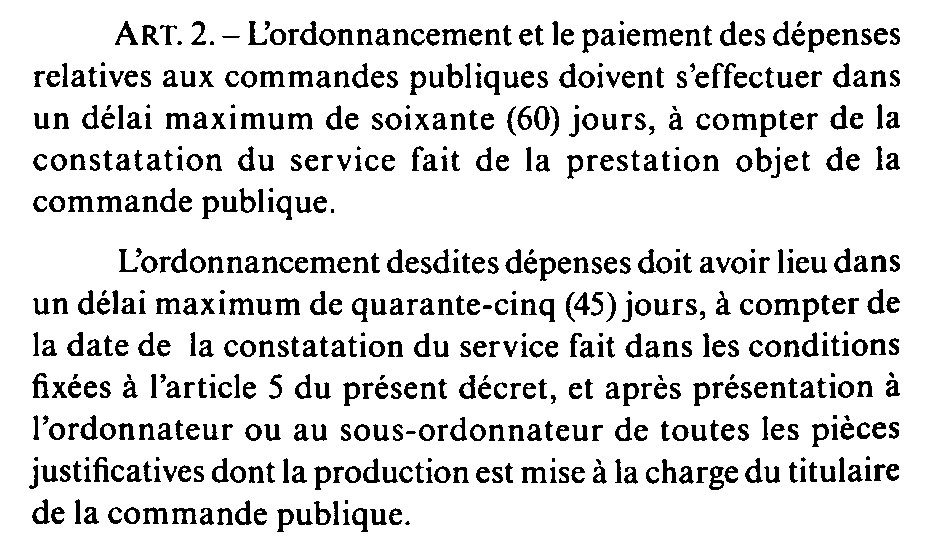 ART. 2. – L'ordonnancement et le paiement des dépenses
relatives aux commandes publiques doivent s'effectuer dans
un délai maximum de soixante (60) jours, à compter de la
constatation du service fait de la prestation objet de la
commande publique.
L'ordonnancement desdites dépenses doit avoir lieu dans
un délai maximum de quarante-cinq (45) jours, à compter de
la date de la constatation du service fait dans les conditions
fixées à l'article 5 du présent décret, et après présentation à
l'ordonnateur ou au sous-ordonnateur de toutes les pièces
justificatives dont la production est mise à la charge du titulaire
de la commande publique.